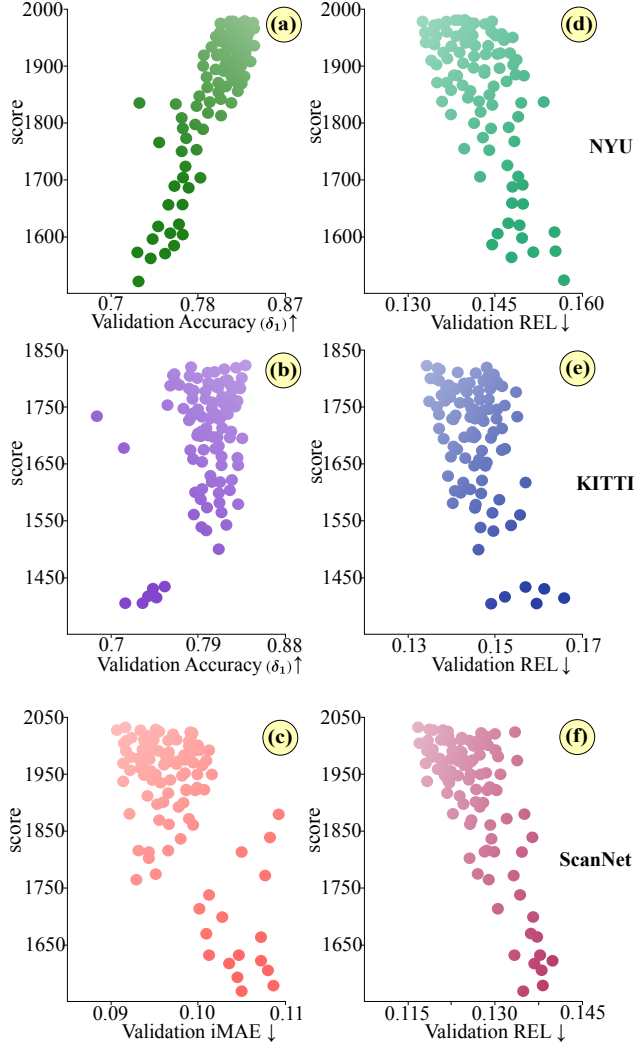 2000
1900
1800
1700
1600
score
(a)
0.7
0.78
0.87
Validation Accuracy (δ₁)↑
2000
1900
1800
1700
1600
score
(d)
0.130
0.145
0.160
Validation REL ↓
NYU
1850
1750
1650
1550
1450
score
(b)
0.7
0.79
0.88
Validation Accuracy (δ₁)↑
1850
1750
1650
1550
1450
score
(e)
0.13
0.15
0.17
Validation REL ↓
KITTI
2050
1950
1850
1750
1650
score
(c)
0.09
0.10
0.11
Validation iMAE ↓
2050
1950
1850
1750
1650
score
(f)
0.115
0.130
0.145
Validation REL ↓
ScanNet